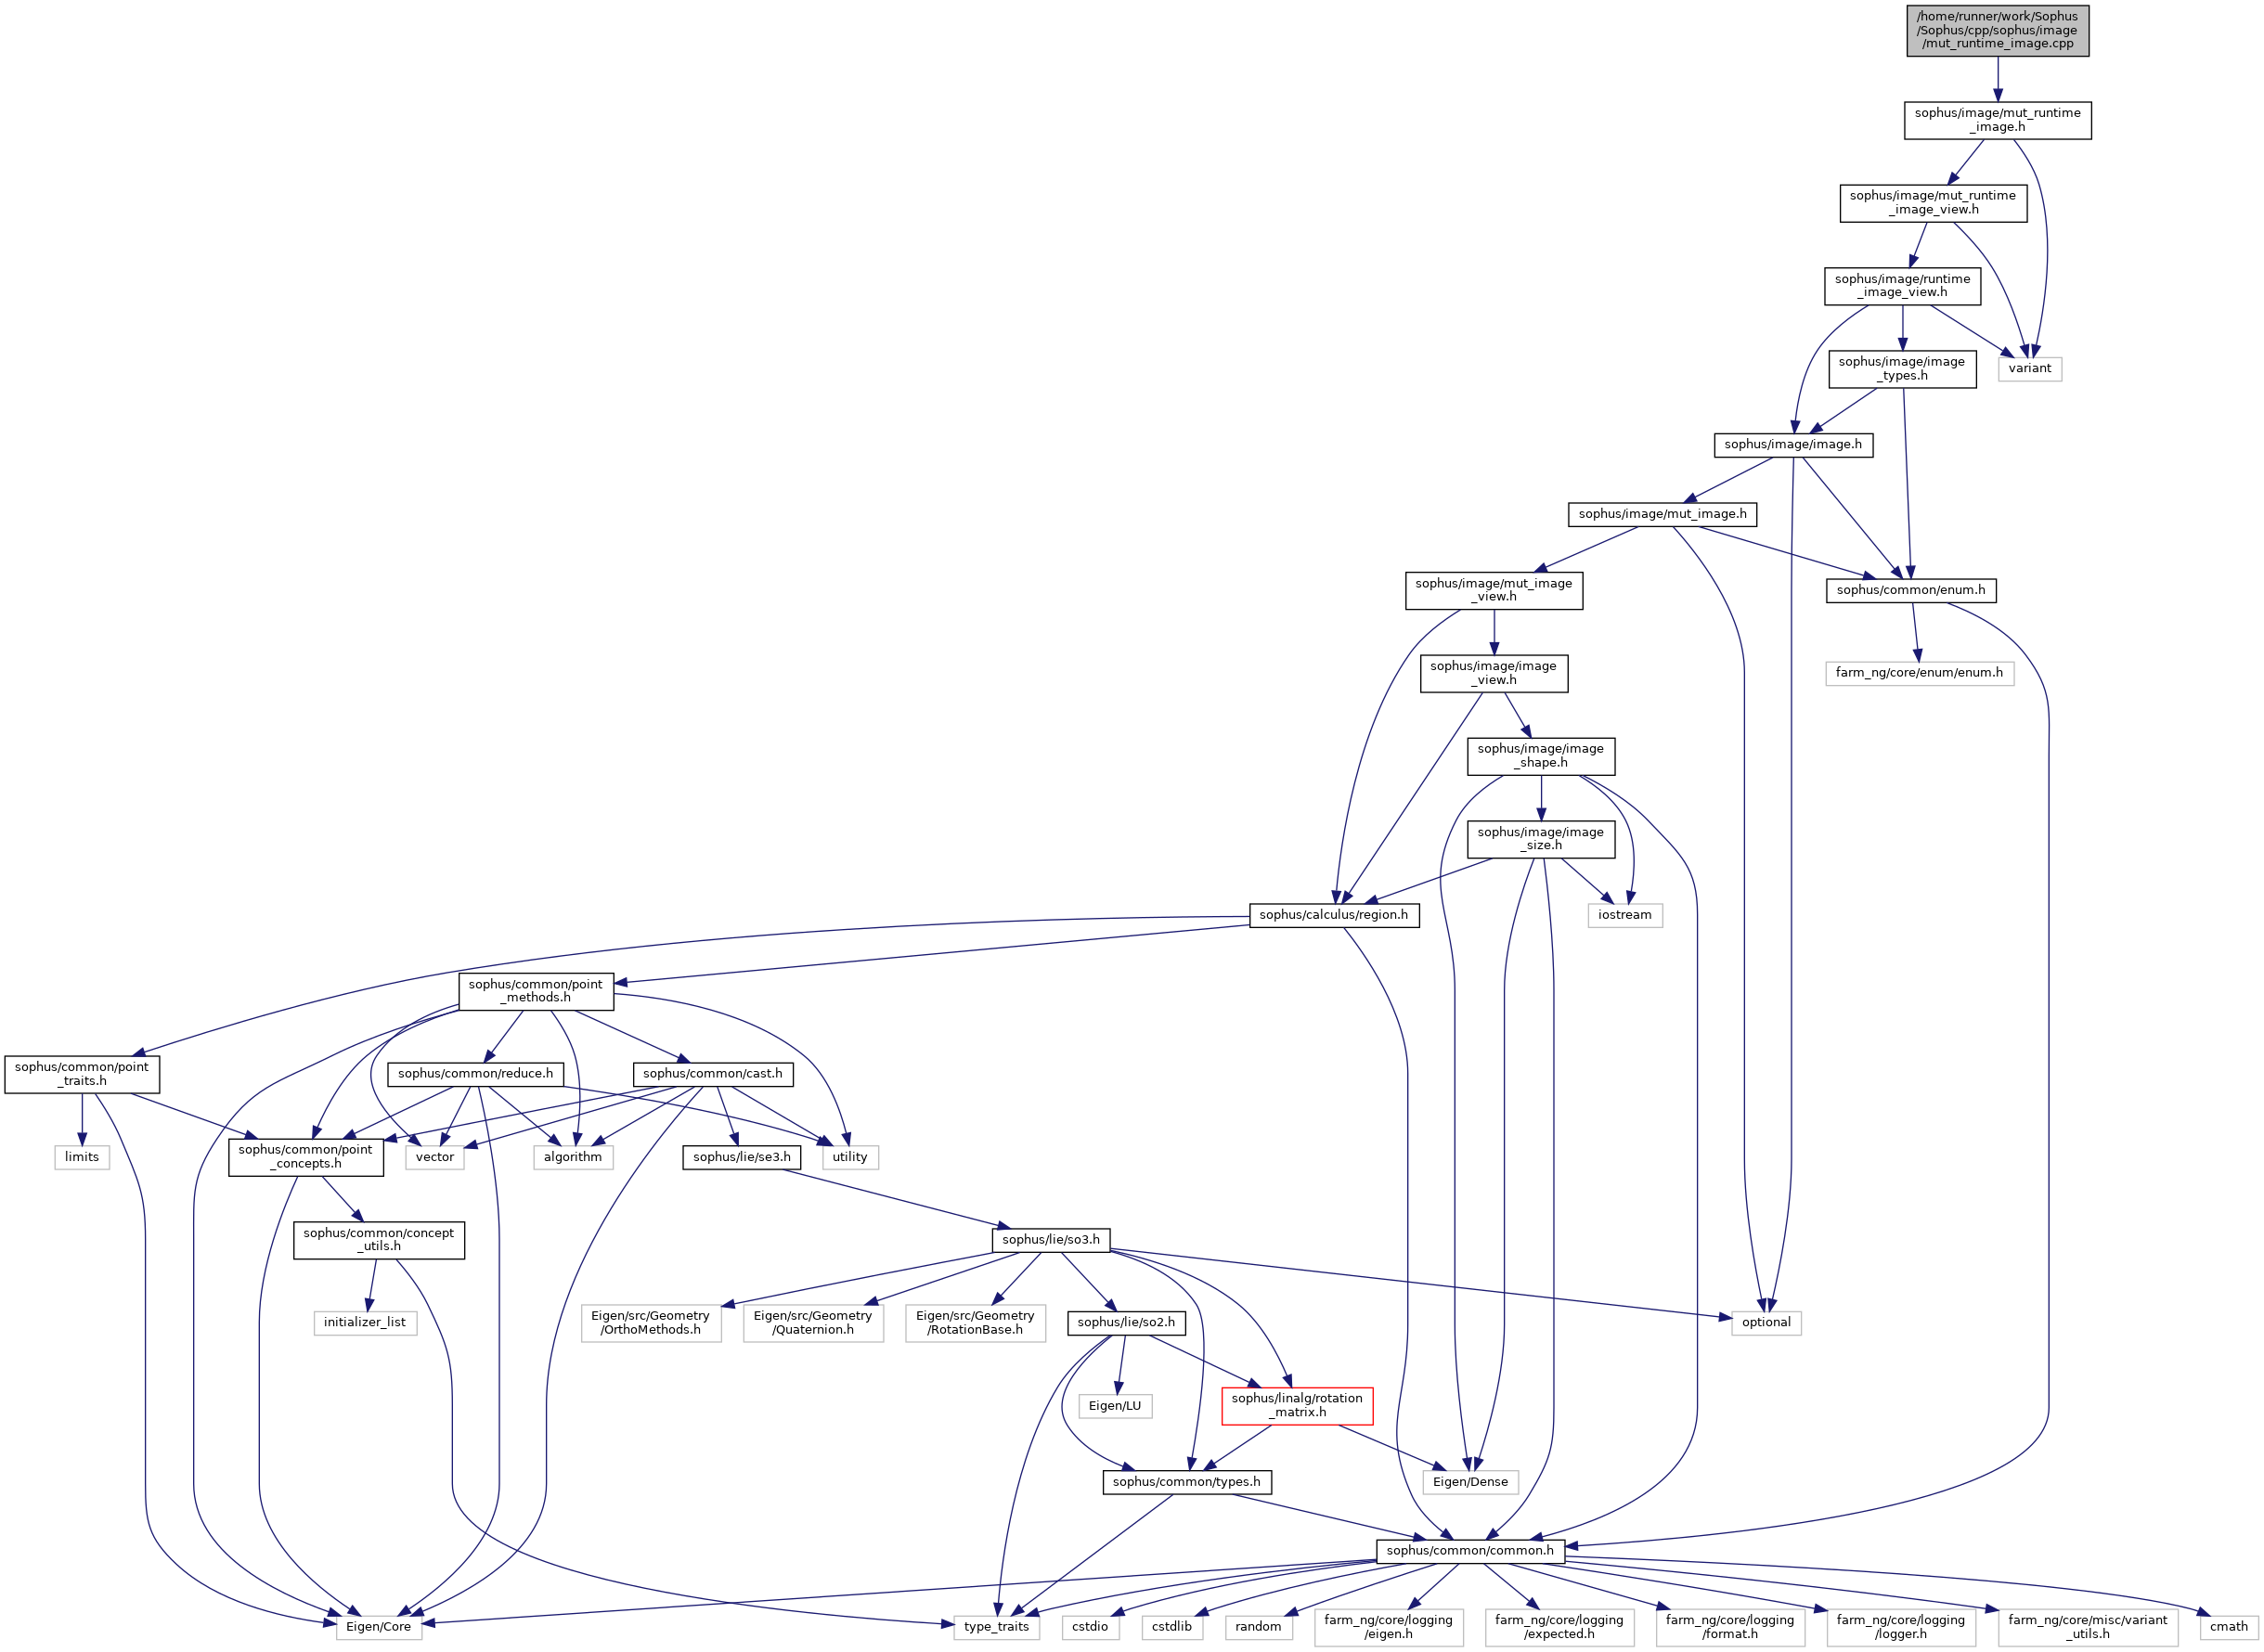 /home/runner/work/Sophus
/Sophus/cpp/sophus/image
/mut_runtime_image.cpp
sophus/image/mut_runtime
_image.h
sophus/image/mut_runtime
_image_view.h
sophus/image/runtime
_image_view.h
sophus/image/image
_types.h
variant
sophus/image/image.h
sophus/image/mut_image.h
sophus/image/mut_image
_view.h
sophus/common/enum.h
sophus/image/image
_view.h
farm_ng/core/enum/enum.h
sophus/image/image
_shape.h
sophus/image/image
_size.h
sophus/calculus/region.h
iostream
sophus/common/point
_methods.h
sophus/common/point
_traits.h
sophus/common/reduce.h
sophus/common/cast.h
limits
sophus/common/point
_concepts.h
vector
algorithm
sophus/lie/se3.h
utility
sophus/common/concept
_utils.h
sophus/lie/so3.h
initializer_list
Eigen/src/Geometry
/OrthoMethods.h
Eigen/src/Geometry
/Quaternion.h
Eigen/src/Geometry
/RotationBase.h
sophus/lie/so2.h
optional
Eigen/LU
sophus/linalg/rotation
_matrix.h
sophus/common/types.h
Eigen/Dense
sophus/common/common.h
Eigen/Core
type_traits
cstdio
cstdlib
random
farm_ng/core/logging
/eigen.h
farm_ng/core/logging
/expected.h
farm_ng/core/logging
/format.h
farm_ng/core/logging
/logger.h
farm_ng/core/misc/variant
_utils.h
cmath